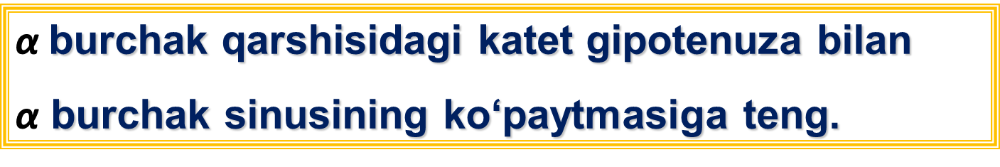 α burchak qarshisidagi katet gipotenuza bilan
α burchak sinusining ko‘paytmasiga teng.